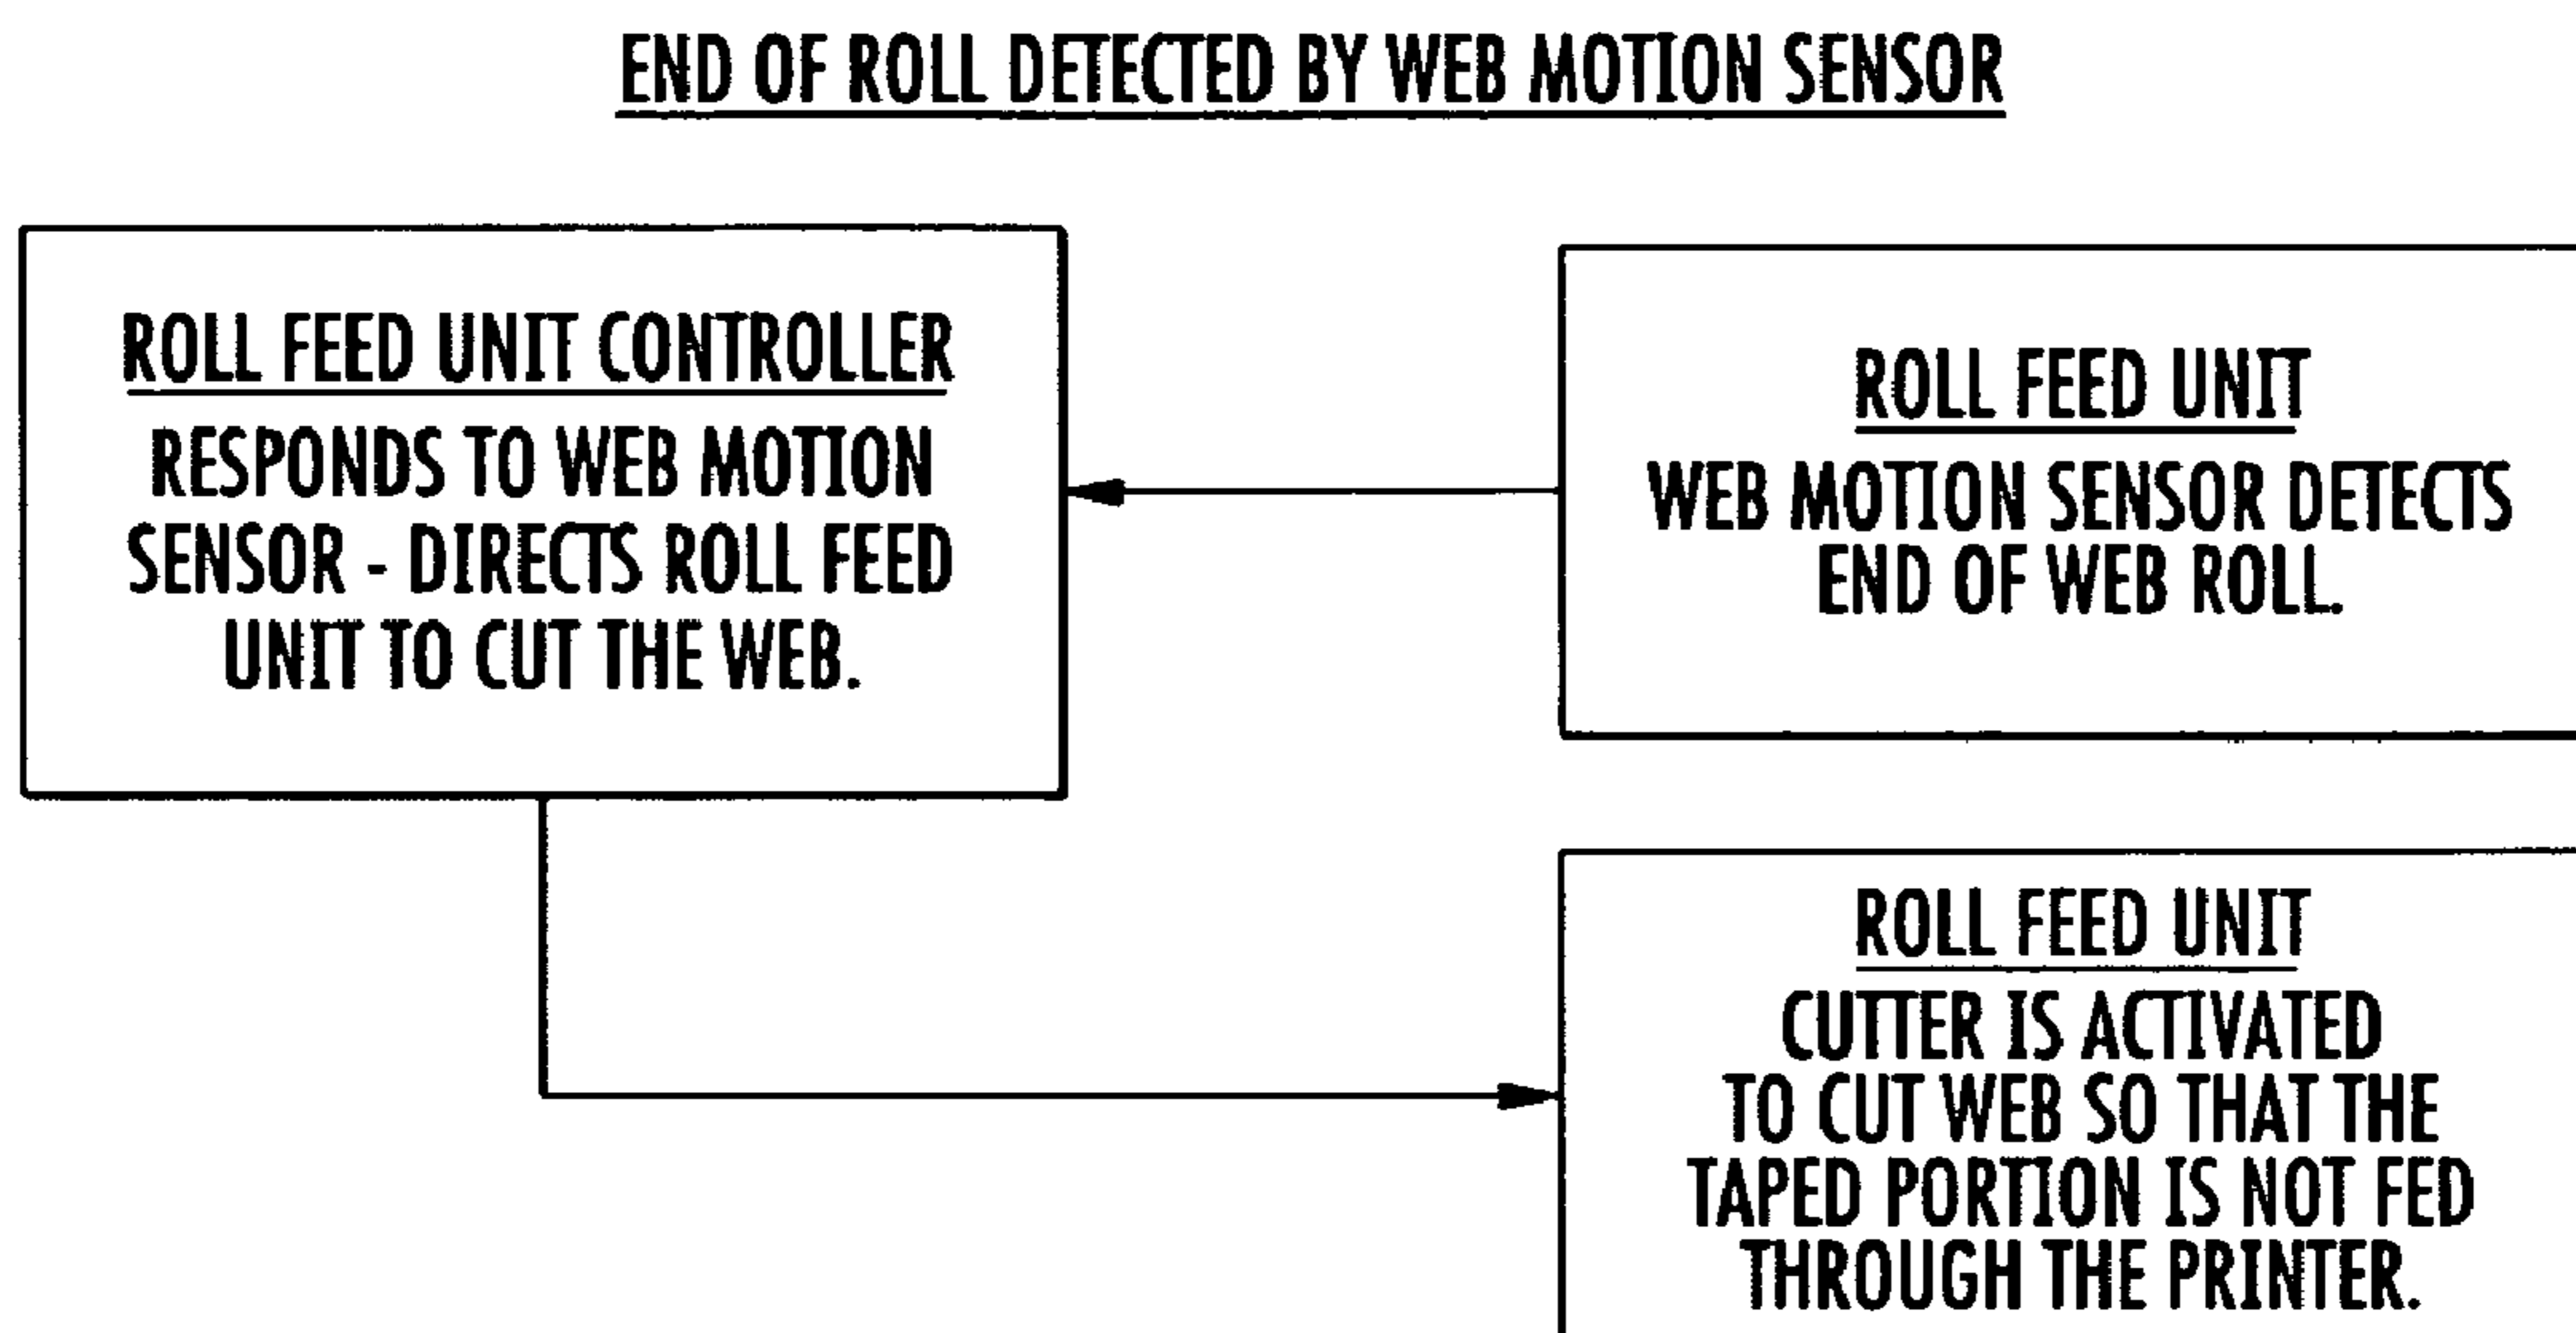 END OF ROLL DETECTED BY WEB MOTION SENSOR
ROLL FEED UNIT CONTROLLER
RESPONDS TO WEB MOTION
SENSOR - DIRECTS ROLL FEED
UNIT TO CUT THE WEB.
ROLL FEED UNIT
WEB MOTION SENSOR DETECTS
END OF WEB ROLL.
ROLL FEED UNIT
CUTTER IS ACTIVATED
TO CUT WEB SO THAT THE
TAPED PORTION IS NOT FED
THROUGH THE PRINTER.